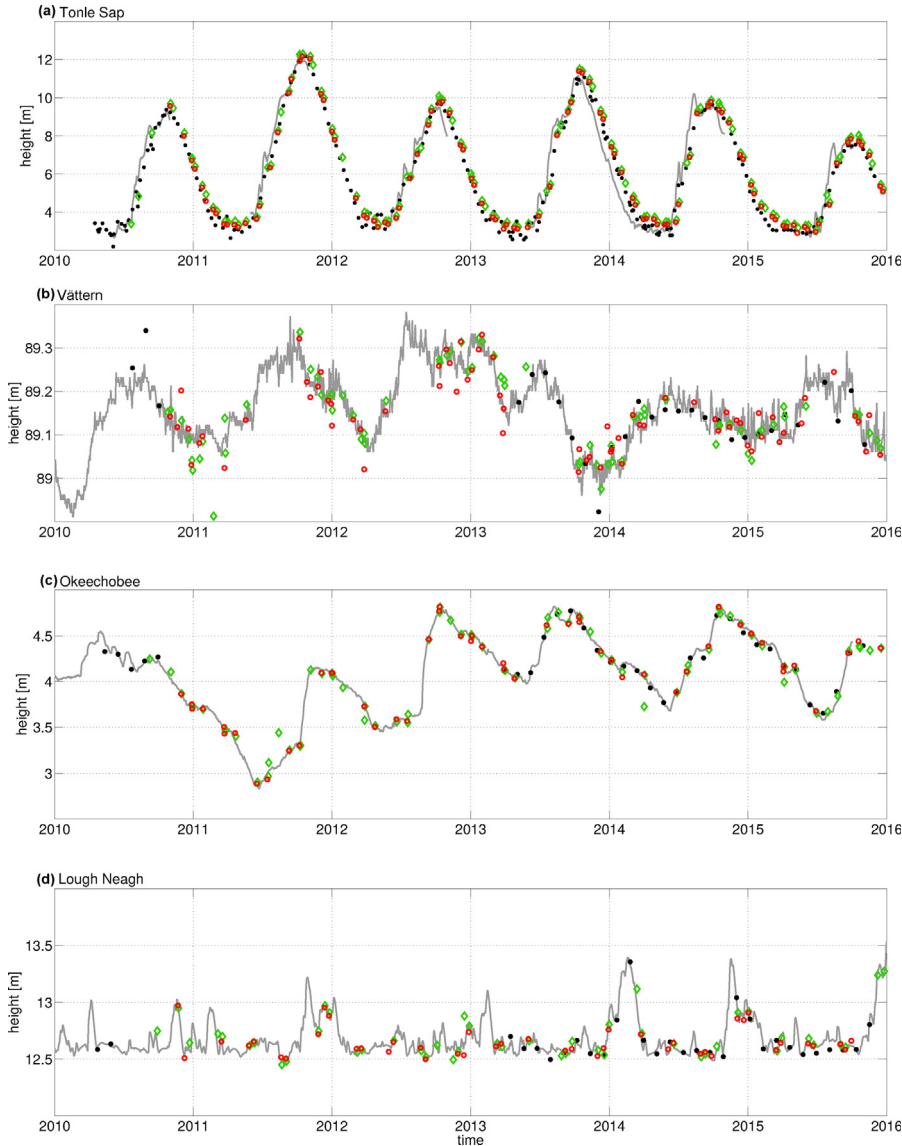 (a) Tonle Sap
12
10
8
6
4
height [m]
2010 2011 2012 2013 2014 2015 2016
(b) Vättern
89.3
89.2
89.1
89
height [m]
2010 2011 2012 2013 2014 2015 2016
(c) Okeechobee
4.5
4
3.5
3
height [m]
2010 2011 2012 2013 2014 2015 2016
(d) Lough Neagh
13.5
13
12.5
height [m]
2010 2011 2012 2013 2014 2015 2016
time